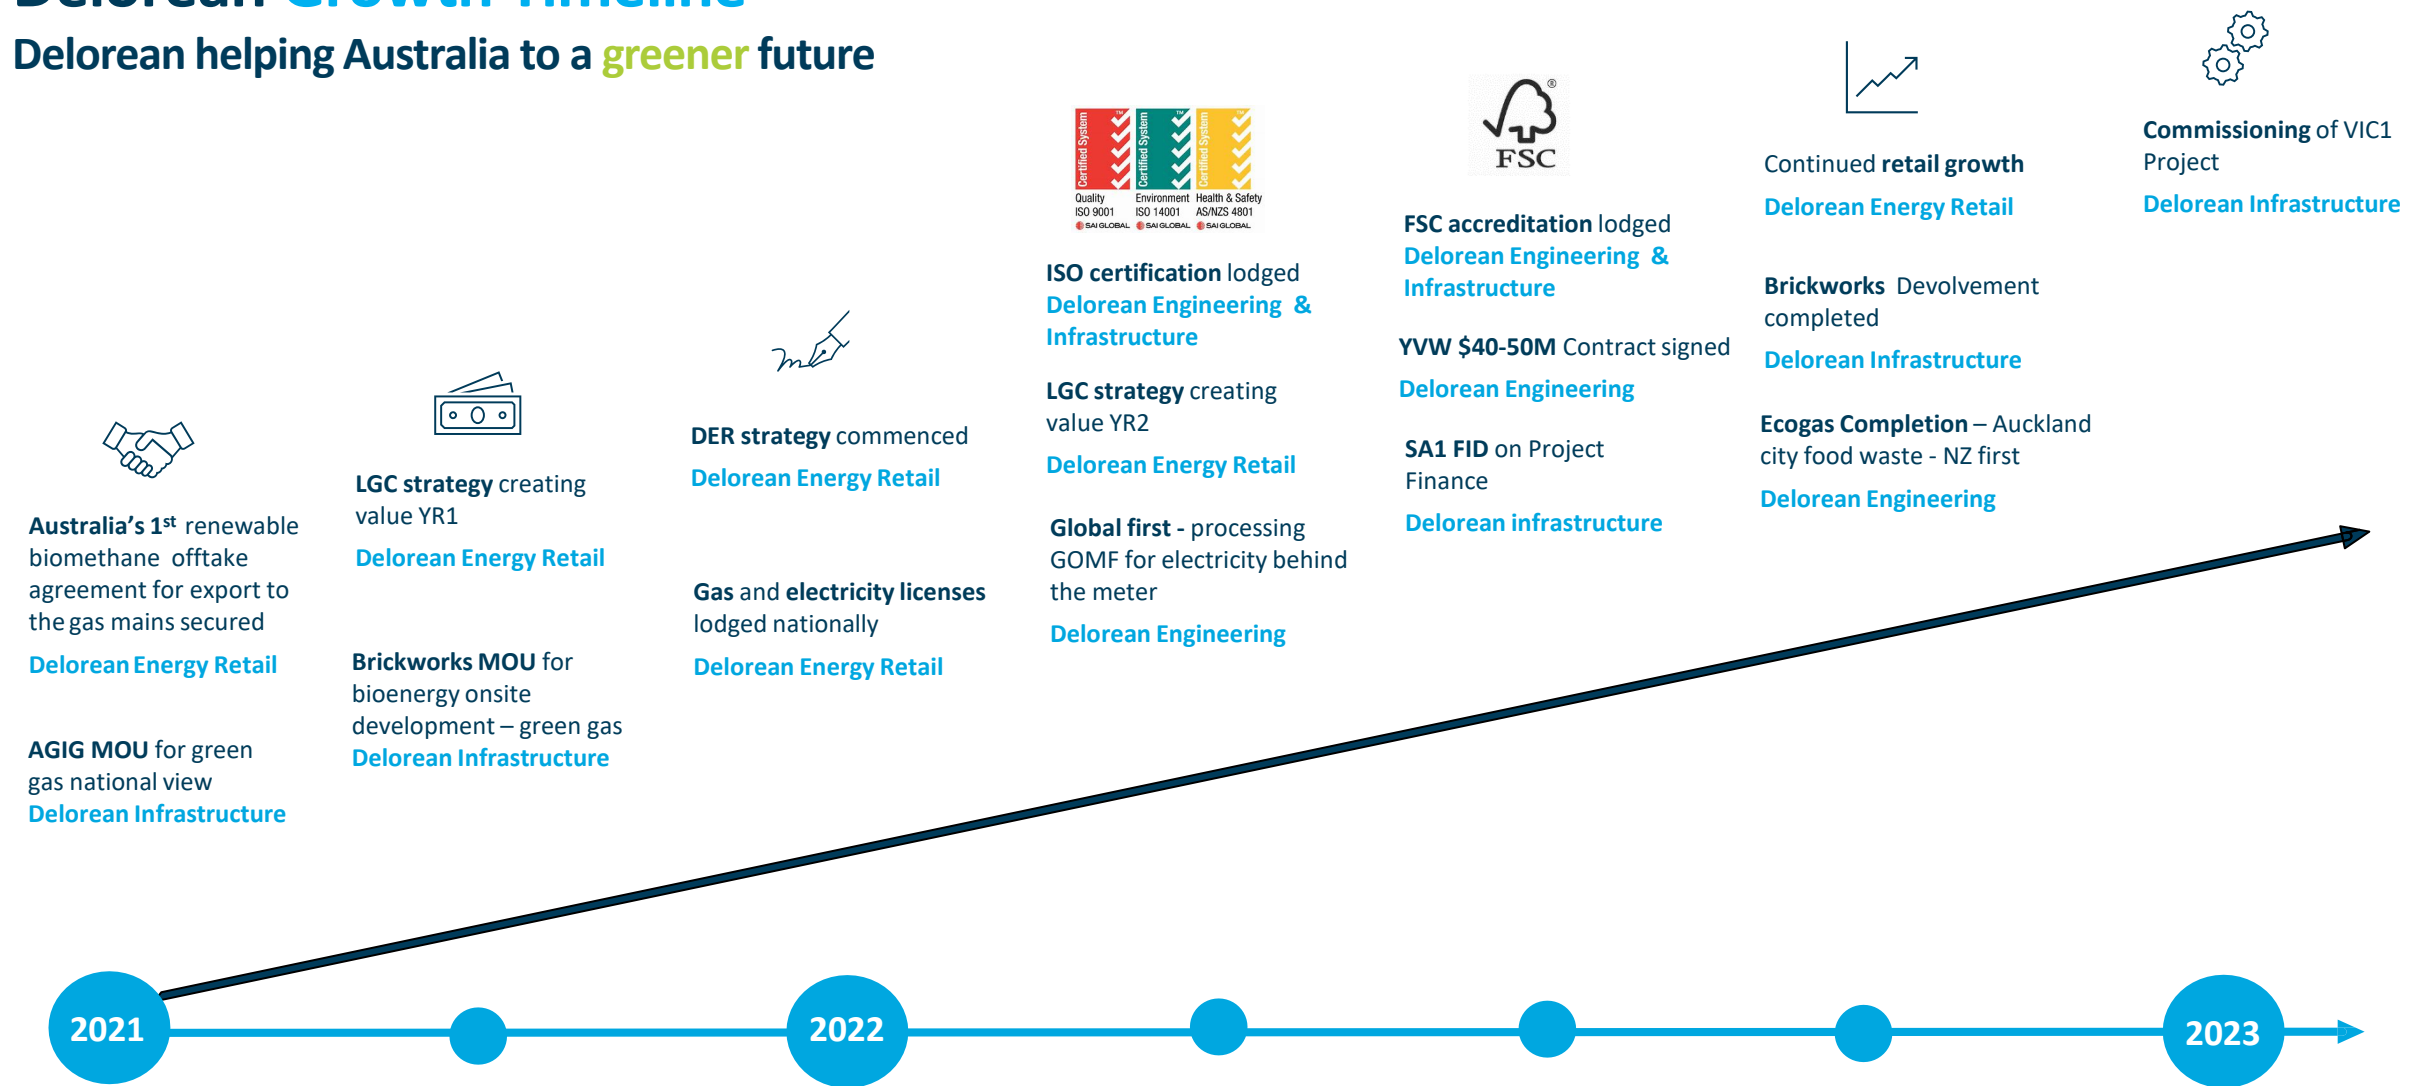 Delorean Growth Timeline
Delorean helping Australia to a greener future
Australia's 1st renewable
biomethane offtake
agreement for export to
the gas mains secured
Delorean Energy Retail
AGIG MOU for green
gas national view
Delorean Infrastructure
LGC strategy creating
value YR1
Delorean Energy Retail
Brickworks MOU for
bioenergy onsite
development – green gas
Delorean Infrastructure
DER strategy commenced
Delorean Energy Retail
Gas and electricity licenses
lodged nationally
Delorean Energy Retail
Certified System
TM
Quality
ISO 9001
SAI GLOBAL
Certified System
TM
Environment
ISO 14001
SAI GLOBAL
Certified System
TM
Health & Safety
AS/NZS 4801
SAI GLOBAL
ISO certification lodged
Delorean Engineering &
Infrastructure
LGC strategy creating
value YR2
Delorean Energy Retail
Global first - processing
GOMF for electricity behind
the meter
Delorean Engineering
®
FSC
FSC accreditation lodged
Delorean Engineering &
Infrastructure
YVW $40-50M Contract signed
Delorean Engineering
SA1 FID on Project
Finance
Delorean infrastructure
Continued retail growth
Delorean Energy Retail
Brickworks Devolvement
completed
Delorean Infrastructure
Ecogas Completion – Auckland
city food waste - NZ first
Delorean Engineering
Commissioning of VIC1
Project
Delorean Infrastructure
2021
2022
2023